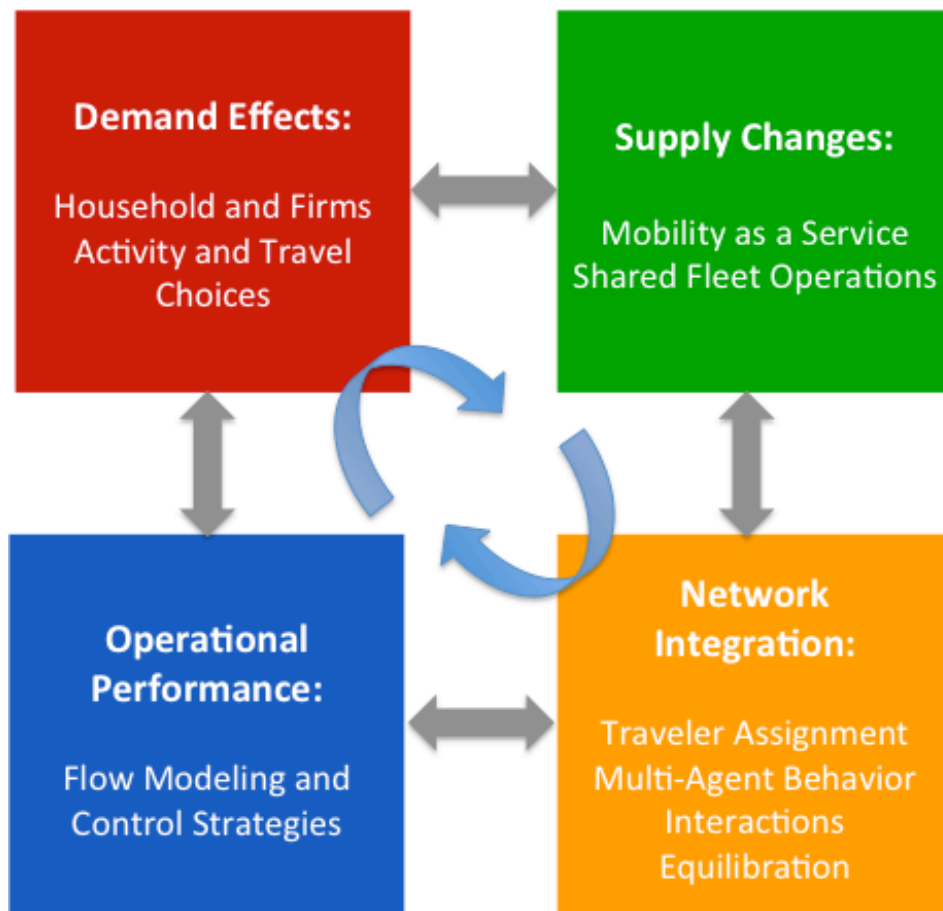 Demand Effects:
Household and Firms
Activity and Travel
Choices
Supply Changes:
Mobility as a Service
Shared Fleet Operations
Operational
Performance:
Flow Modeling and
Control Strategies
Network
Integration:
Traveler Assignment
Multi-Agent Behavior
Interactions
Equilibration